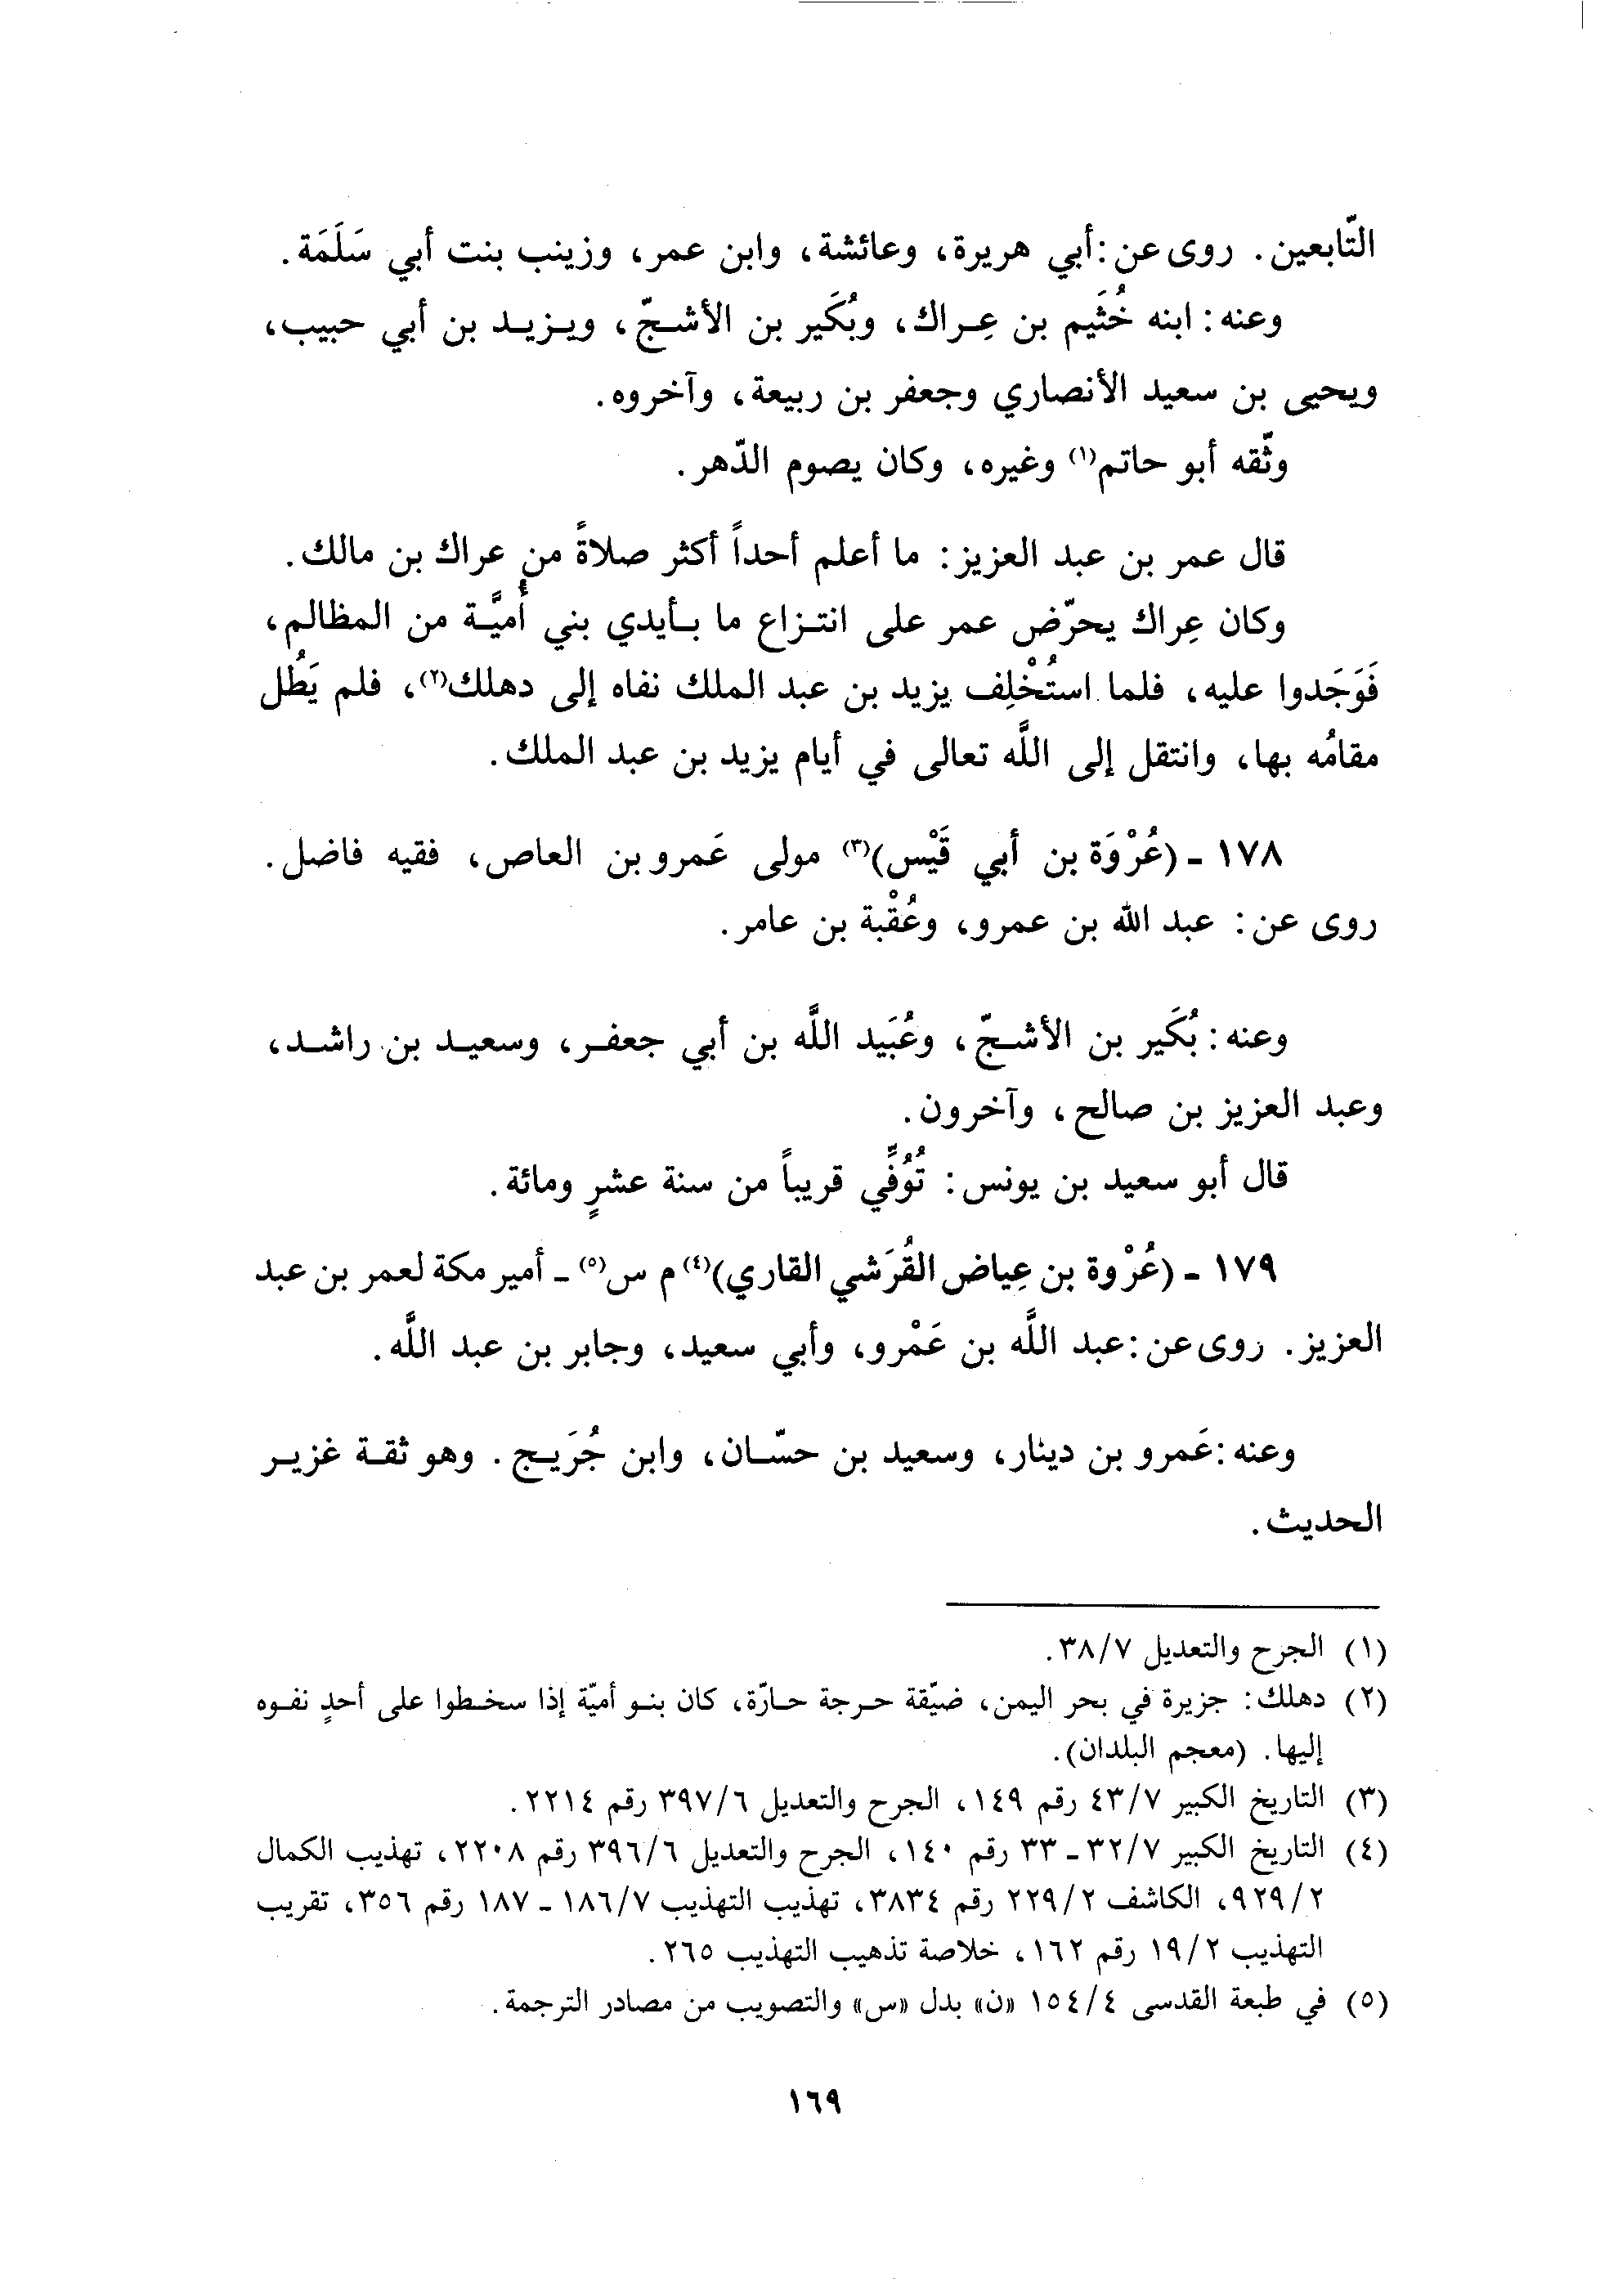 التّابعين. روى عن: أبي هريرة، وعائشة، وابن عمر، وزينب بنت أبي سَلَمَة.
وعنه: ابنه خُثَيم بن عِراك، وبُكَير بن الأشجّ، ويزيد بن أبي حبيب،
ويحيى بن سعيد الأنصاري وجعفر بن ربيعة، وآخروه.
وثّقه أبو حاتم(١) وغيره، وكان يصوم الدّهر.
قال عمر بن عبد العزيز: ما أعلم أحداً أكثر صلاةً من عراك بن مالك.
وكان عِراك يحرّض عمر على انتزاع ما بأيدي بني أُميَّة من المظالم،
فَوَجَدوا عليه، فلما استُخْلِف يزيد بن عبد الملك نفاه إلى دهلك(٢)، فلم يَطُل
مقامُه بها، وانتقل إلى اللَّه تعالى في أيام يزيد بن عبد الملك.
١٧٨ - (عُرْوَة بن أبي قَيْس)(٣) مولى عَمرو بن العاص، فقيه فاضل.
روى عن: عبد الله بن عمرو، وعُقْبة بن عامر.
وعنه: بُكَير بن الأشجّ، وعُبَيد اللَّه بن أبي جعفر، وسعيد بن راشد،
وعبد العزيز بن صالح، وآخرون.
قال أبو سعيد بن يونس: تُوُفِّي قريباً من سنة عشرٍ ومائة.
١٧٩ - (عُرْوة بن عِياض القُرَشي القاري)(٤) م س(٥) - أمير مكة لعمر بن عبد
العزيز. روى عن: عبد اللَّه بن عَمْرو، وأبي سعيد، وجابر بن عبد اللَّه.
وعنه: عَمرو بن دينار، وسعيد بن حسّان، وابن جُرَيج. وهو ثقة غزير
الحديث.
(١) الجرح والتعديل ٣٨/٧.
(٢) دهلك: جزيرة في بحر اليمن، ضيّقة حرجة حارّة، كان بنو أميّة إذا سخطوا على أحدٍ نفوه
إليها. (معجم البلدان).
(٣) التاريخ الكبير ٤٣/٧ رقم ١٤٩، الجرح والتعديل ٣٩٧/٦ رقم ٢٢١٤.
(٤) التاريخ الكبير ٣٢/٧ - ٣٣ رقم ١٤٠، الجرح والتعديل ٣٩٦/٦ رقم ٢٢٠٨، تهذيب الكمال
٩٢٩/٢، الكاشف ٢٢٩/٢ رقم ٣٨٣٤، تهذيب التهذيب ١٨٦/٧ - ١٨٧ رقم ٣٥٦، تقريب
التهذيب ١٩/٢ رقم ١٦٢، خلاصة تذهيب التهذيب ٢٦٥.
(٥) في طبعة القدسي ١٥٤/٤ «ن» بدل «س» والتصويب من مصادر الترجمة.
١٦٩